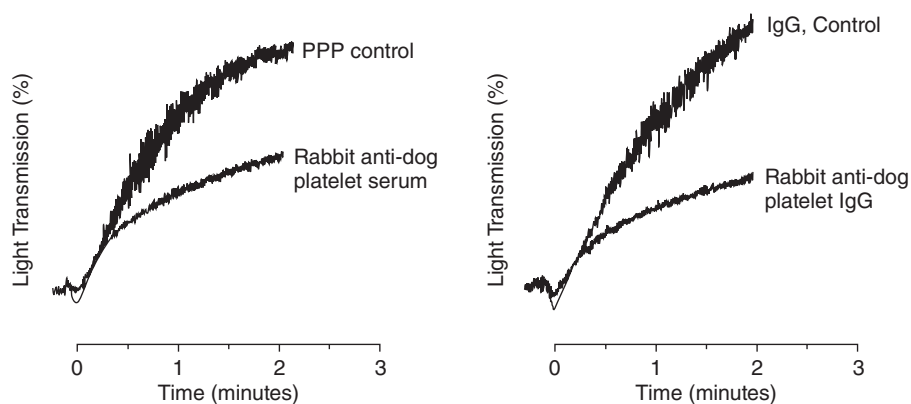 PPP control
Rabbit anti-dog
platelet serum
Light Transmission (%)
0 1 2 3
Time (minutes)
IgG, Control
Rabbit anti-dog
platelet IgG
Light Transmission (%)
0 1 2 3
Time (minutes)